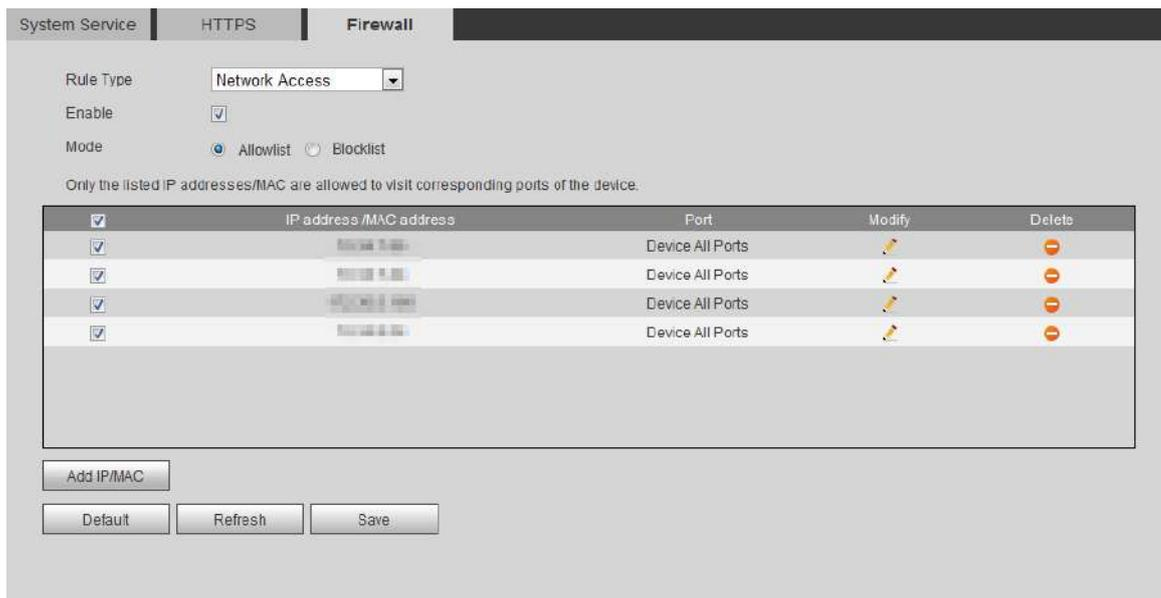 System Service HTTPS Firewall
Rule Type Network Access
Enable
Mode Allowlist Blocklist
Only the listed IP addresses/MAC are allowed to visit corresponding ports of the device.
IP address /MAC address Port Modify Delete
Device All Ports
Device All Ports
Device All Ports
Device All Ports
Add IP/MAC
Default Refresh Save